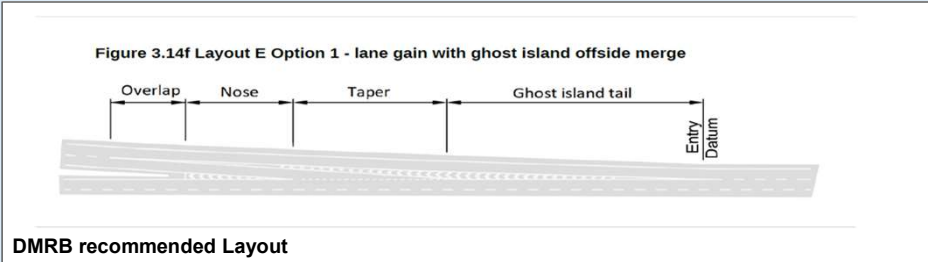 Figure 3.14f Layout E Option 1 - lane gain with ghost island offside merge
Overlap Nose Taper Ghost island tail
Entry
Datum
DMRB recommended Layout